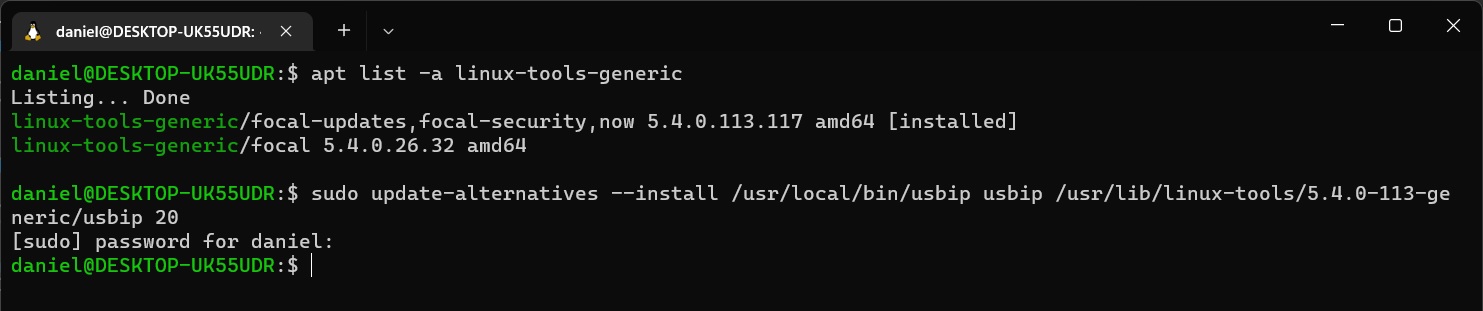 daniel@DESKTOP-UK55UDR: -
daniel@DESKTOP-UK55UDR:$ apt list -a linux-tools-generic
Listing... Done
linux-tools-generic/focal-updates,focal-security,now 5.4.0.113.117 amd64 [installed]
linux-tools-generic/focal 5.4.0.26.32 amd64
daniel@DESKTOP-UK55UDR:$ sudo update-alternatives --install /usr/local/bin/usbip usbip /usr/lib/linux-tools/5.4.0-113-ge
neric/usbip 20
[sudo] password for daniel:
daniel@DESKTOP-UK55UDR:$